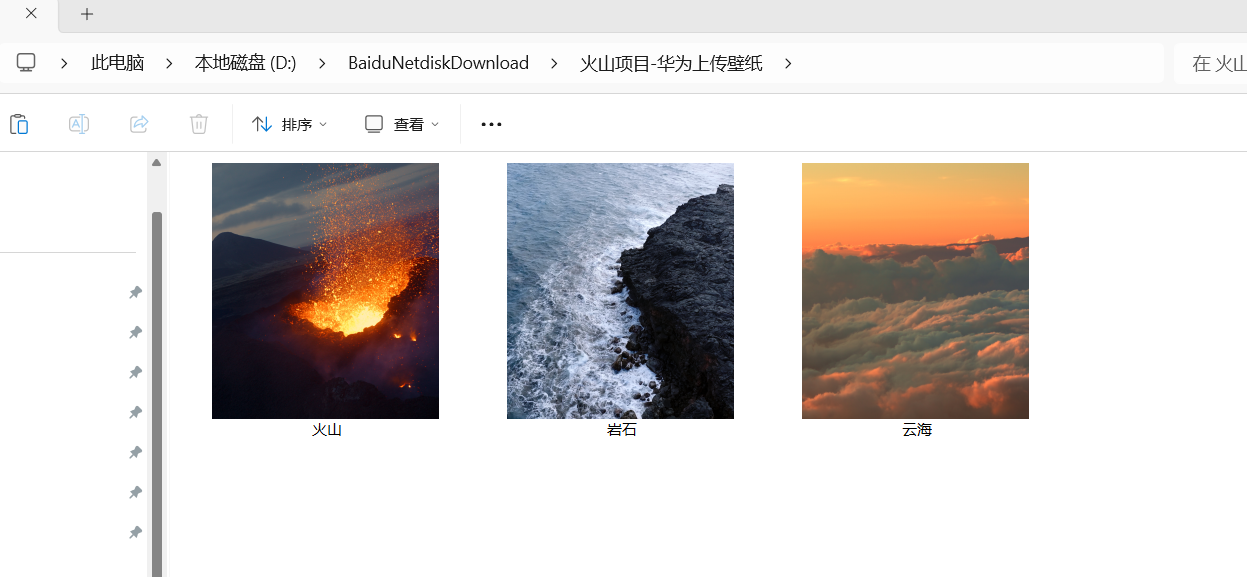 此电脑 本地磁盘 (D:) BaiduNetdiskDownload 火山项目-华为上传壁纸 在 火山
排序 查看
火山 岩石 云海